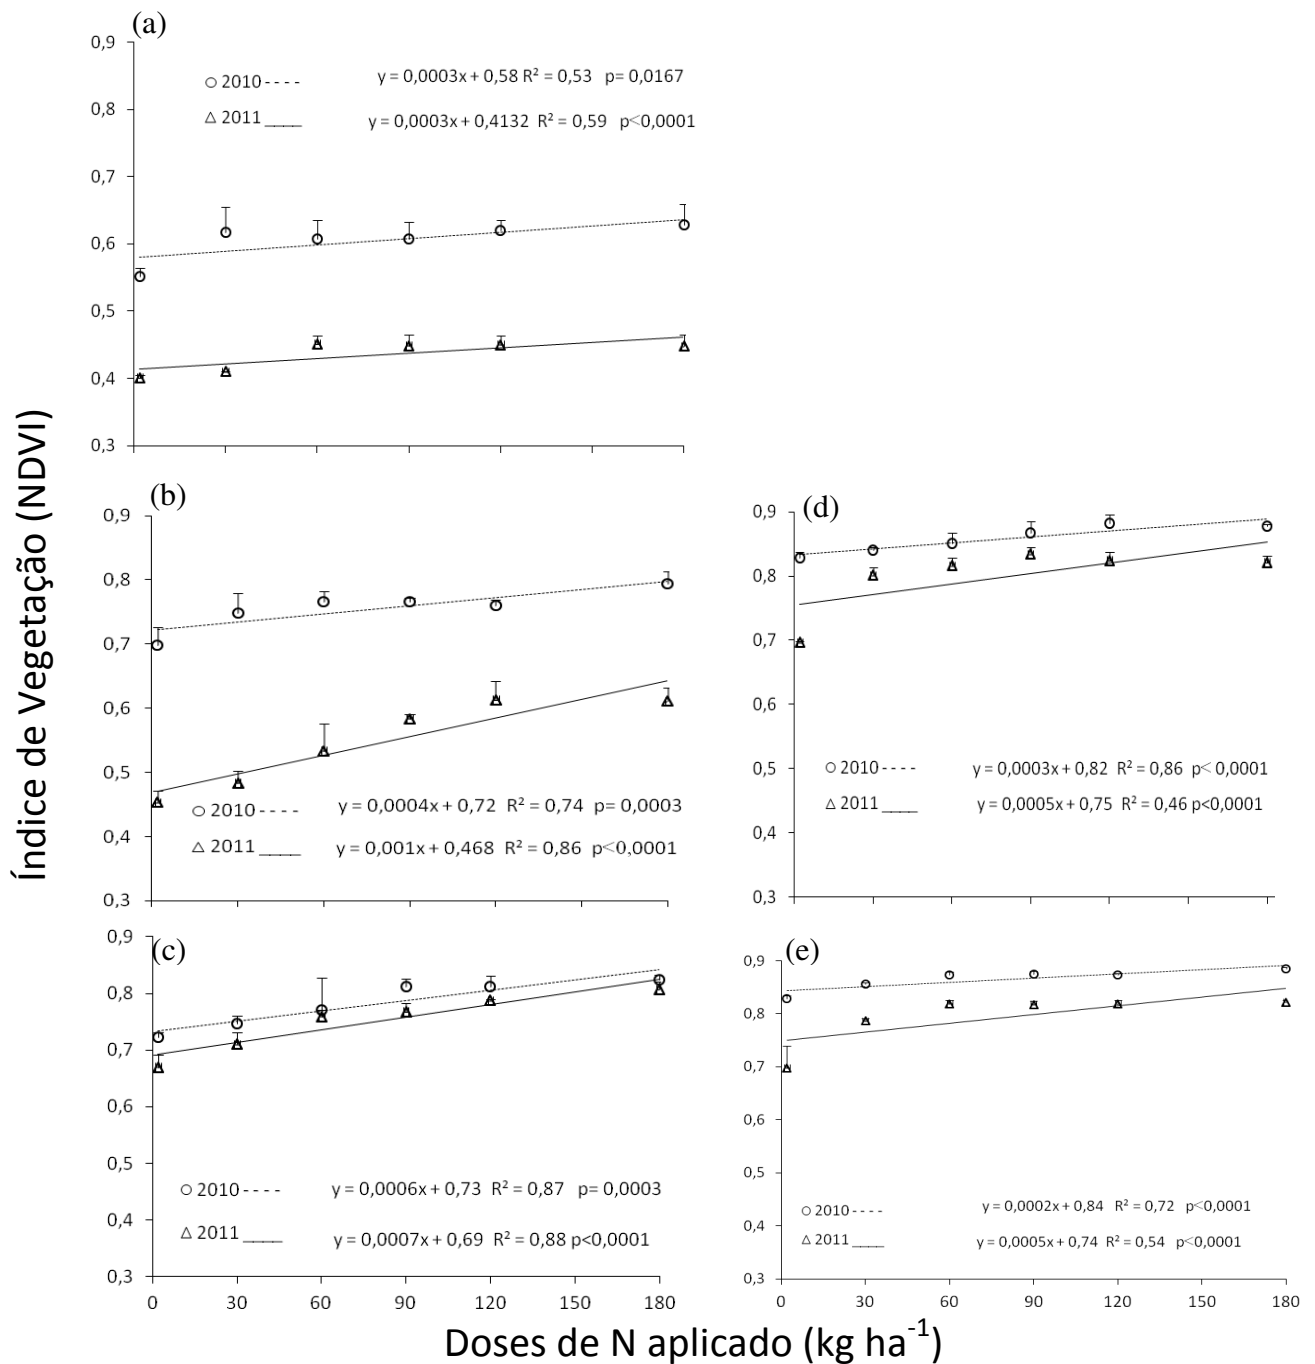 Índice de Vegetação (NDVI)
(a)
0,9
0,8
0,7
0,6
0,5
0,4
0,3
2010 - - - - y = 0,0003x + 0,58 R² = 0,53 p= 0,0167
2011 ____ y = 0,0003x + 0,4132 R² = 0,59 p<0,0001
(b)
0,9
0,8
0,7
0,6
0,5
0,4
0,3
2010 - - - - y = 0,0004x + 0,72 R² = 0,74 p= 0,0003
2011 ____ y = 0,001x + 0,468 R² = 0,86 p<0,0001
(d)
0,9
0,8
0,7
0,6
0,5
0,4
0,3
2010 - - - - y = 0,0003x + 0,82 R² = 0,86 p< 0,0001
2011 ____ y = 0,0005x + 0,75 R² = 0,46 p<0,0001
(c)
0,9
0,8
0,7
0,6
0,5
0,4
0,3
2010 - - - - y = 0,0006x + 0,73 R² = 0,87 p= 0,0003
2011 ____ y = 0,0007x + 0,69 R² = 0,88 p<0,0001
0 30 60 90 120 180
(e)
0,9
0,8
0,7
0,6
0,5
0,4
0,3
2010 - - - - y = 0,0002x + 0,84 R² = 0,72 p<0,0001
2011 ____ y = 0,0005x + 0,74 R² = 0,54 p<0,0001
0 30 60 90 120 180
Doses de N aplicado (kg ha⁻¹)